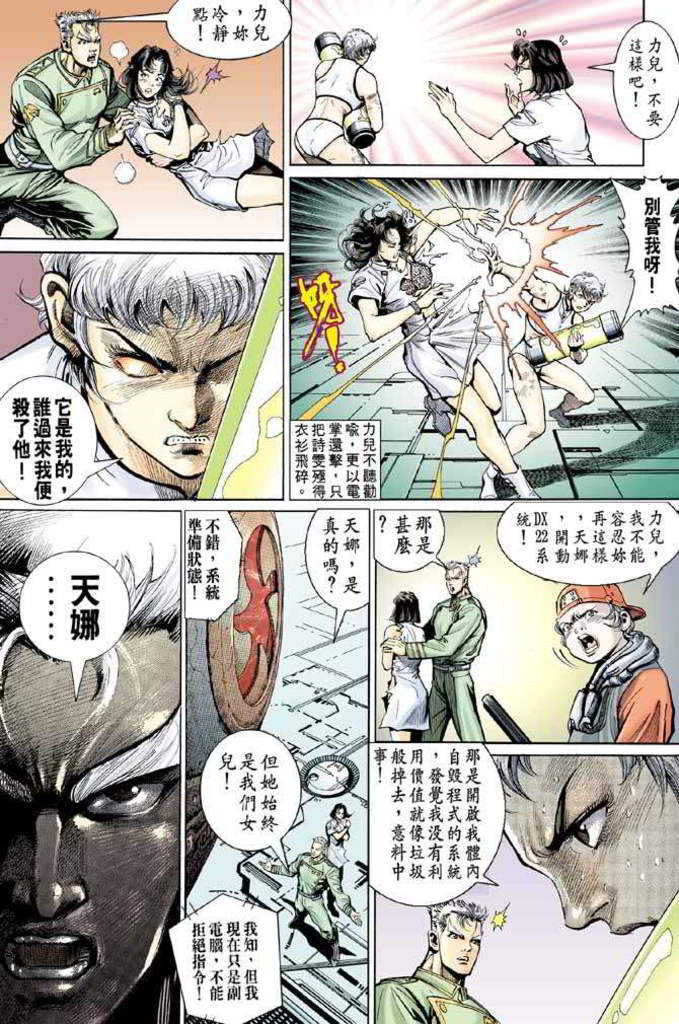 力兒，不要
這樣吧！
力兒
，妳
冷靜
點！
別管我呀！
呀！
力兒不聽勸
喻，更以電
掌還擊，只
把詩雯殛得
衣衫飛碎。
它是我的，
誰過來我便
殺了他！
力兒，
我不能
容忍妳
再這樣
，天娜
，開動
DX
22系
統！
那是
甚麼
？
天娜，是
真的嗎？
不錯，系統
準備狀態！
天娜
……
那是開啟我體內
自毀程式的系統
，發覺我沒有利
用價值就像垃圾
般掉去，意料中
事！
但她始終
是我們女
兒！
我知，但我
現在只是副
電腦，不能
拒絕指令！